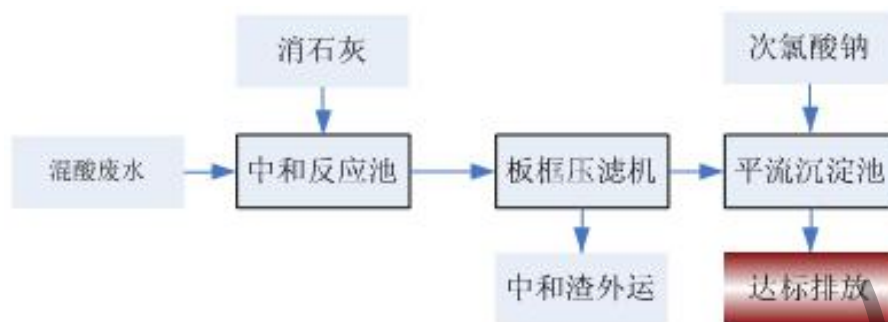 消石灰
次氯酸钠
混酸废水
中和反应池
板框压滤机
平流沉淀池
中和渣外运
达标排放